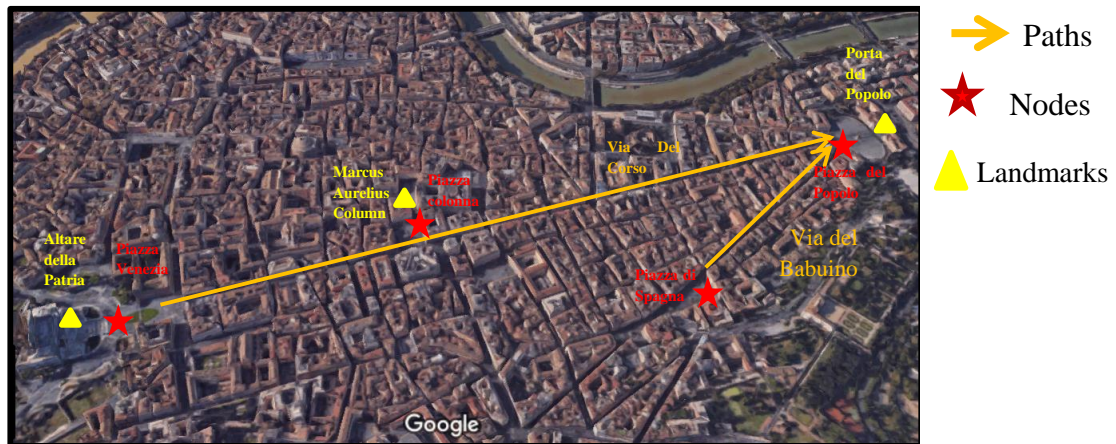 Porta
del
Popolo
Via Del
Corso
Marcus
Aurelius
Column
Piazza
colonna
Piazza del
Popolo
Altare
della
Patria
Piazza
Venezia
Via del
Babuino
Piazza di
Spagna
Google
Paths
Nodes
Landmarks